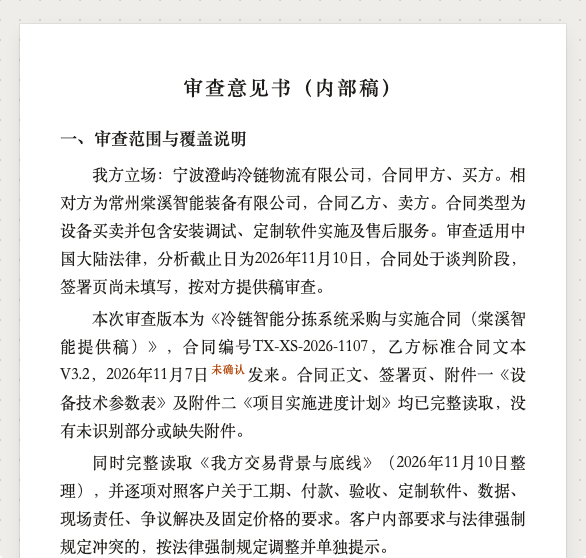 审查意见书（内部稿）
一、审查范围与覆盖说明
我方立场：宁波澄屿冷链物流有限公司，合同甲方、买方。相
对方为常州棠溪智能装备有限公司，合同乙方、卖方。合同类型为
设备买卖并包含安装调试、定制软件实施及售后服务。审查适用中
国大陆法律，分析截止日为2026年11月10日，合同处于谈判阶段，
签署页尚未填写，按对方提供稿审查。
本次审查版本为《冷链智能分拣系统采购与实施合同（棠溪智
能提供稿）》，合同编号TX-XS-2026-1107，乙方标准合同文本
V3.2，2026年11月7日 未确认 发来。合同正文、签署页、附件一《设
备技术参数表》及附件二《项目实施进度计划》均已完整读取，没
有未识别部分或缺失附件。
同时完整读取《我方交易背景与底线》（2026年11月10日整
理），并逐项对照客户关于工期、付款、验收、定制软件、数据、
现场责任、争议解决及固定价格的要求。客户内部要求与法律强制
规定冲突的，按法律强制规定调整并单独提示。